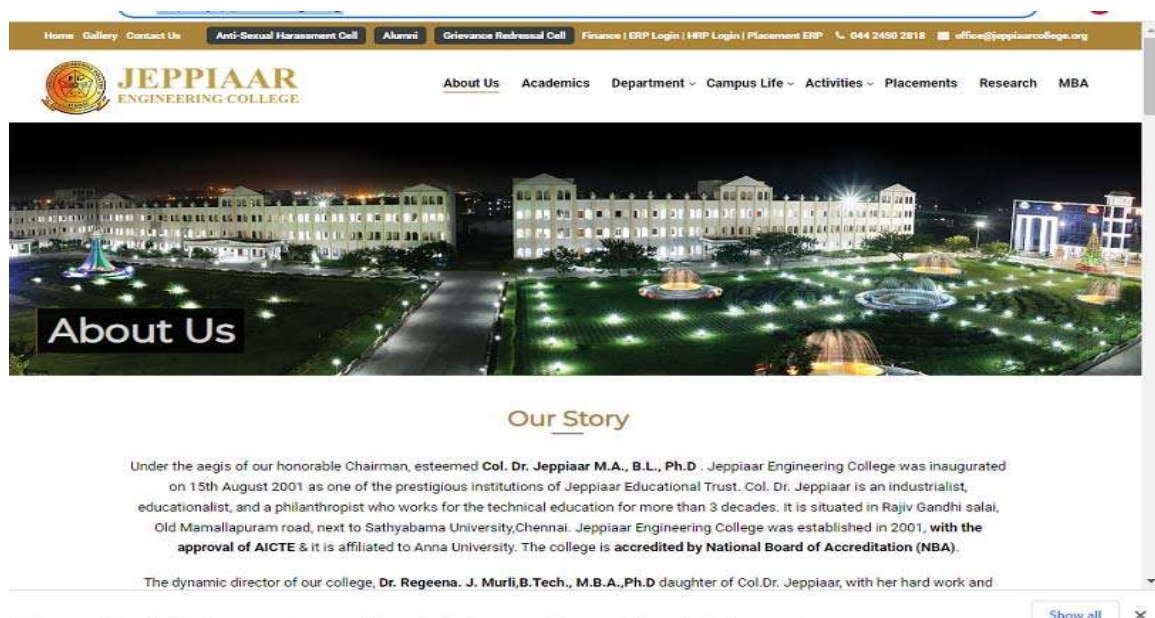 Home Gallery Contact Us Anti-Sexual Harassment Cell Alumni Grievance Redressal Cell Finance | ERP Login | HRP Login | Placement ERP 044 2450 2818 office@jeppiaarcollege.org
JEPPIAAR
ENGINEERING COLLEGE
About Us Academics Department Campus Life Activities Placements Research MBA
About Us
Our Story
Under the aegis of our honorable Chairman, esteemed Col. Dr. Jeppiaar M.A., B.L., Ph.D . Jeppiaar Engineering College was inaugurated
on 15th August 2001 as one of the prestigious institutions of Jeppiaar Educational Trust. Col. Dr. Jeppiaar is an industrialist,
educationalist, and a philanthropist who works for the technical education for more than 3 decades. It is situated in Rajiv Gandhi salai,
Old Mamallapuram road, next to Sathyabama University,Chennai. Jeppiaar Engineering College was established in 2001, with the
approval of AICTE & it is affiliated to Anna University. The college is accredited by National Board of Accreditation (NBA).
The dynamic director of our college, Dr. Regeena. J. Murli,B.Tech., M.B.A.,Ph.D daughter of Col.Dr. Jeppiaar, with her hard work and
Show all